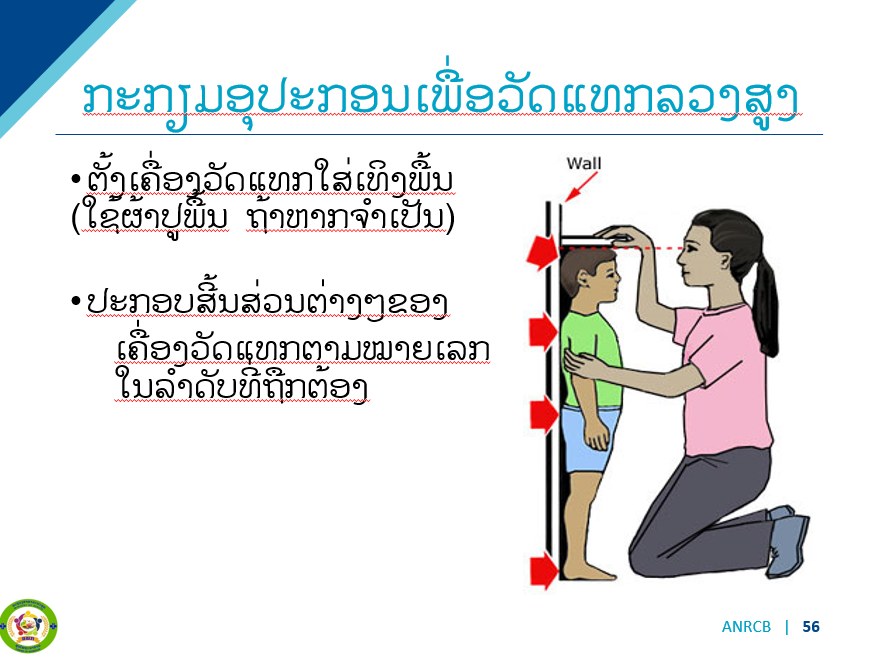 ກະກຽມອຸປະກອນເພື່ອວັດແທກລວງສູງ
• ຕັ້ງເຄື່ອງວັດແທກໃສ່ເທິງພື້ນ
(ໃຊ້ຜ້າປູພື້ນ ຖ້າຫາກຈຳເປັນ)
• ປະກອບສິ້ນສ່ວນຕ່າງໆຂອງ
ເຄື່ອງວັດແທກຕາມໝາຍເລກ
ໃນລຳດັບທີ່ຖືກຕ້ອງ
Wall
ANRCB | 56